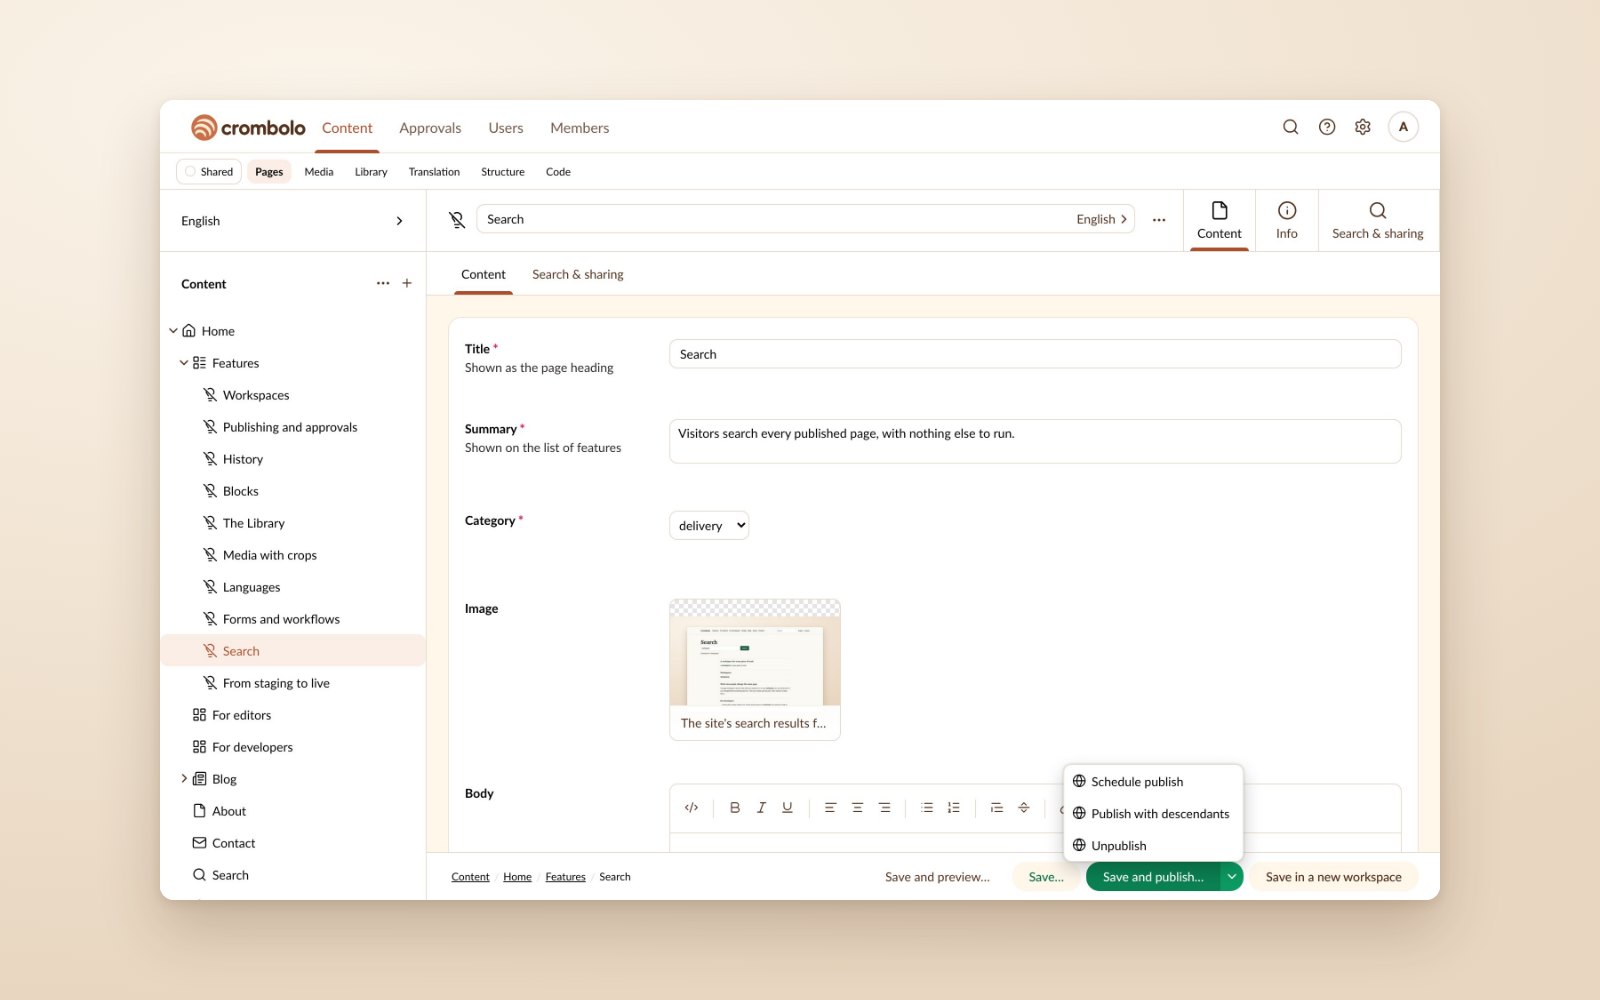 crombolo
Content
Approvals
Users
Members
A
Shared
Pages
Media
Library
Translation
Structure
Code
English
Search
English
Content
Info
Search & sharing
Content
Home
Features
Workspaces
Publishing and approvals
History
Blocks
The Library
Media with crops
Languages
Forms and workflows
Search
From staging to live
For editors
For developers
Blog
About
Contact
Search
Content
Search & sharing
Title *
Shown as the page heading
Search
Summary *
Shown on the list of features
Visitors search every published page, with nothing else to run.
Category *
delivery
Image
Search
The site's search results f...
Body
B I U
Schedule publish
Publish with descendants
Unpublish
Content / Home / Features / Search
Save and preview...
Save...
Save and publish...
Save in a new workspace